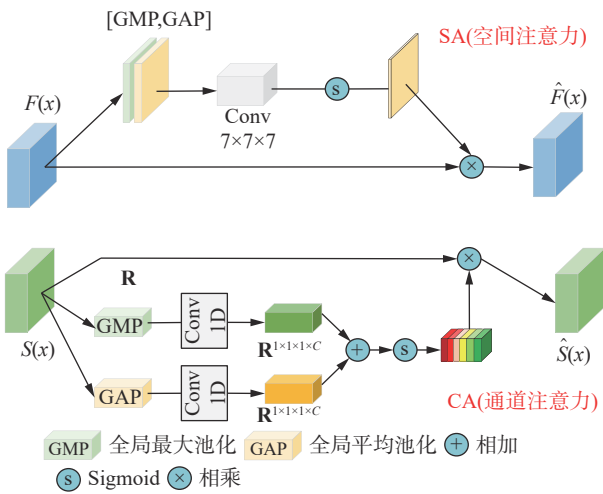 [GMP,GAP]
SA(空间注意力)
F(x)
s
F̂(x)
Conv
7×7×7
×
R
×
S(x)
GMP
Conv
1D
R^{1×1×1×C}
+
s
Ŝ(x)
GAP
Conv
1D
R^{1×1×1×C}
CA(通道注意力)
GMP 全局最大池化 GAP 全局平均池化 + 相加
s Sigmoid × 相乘